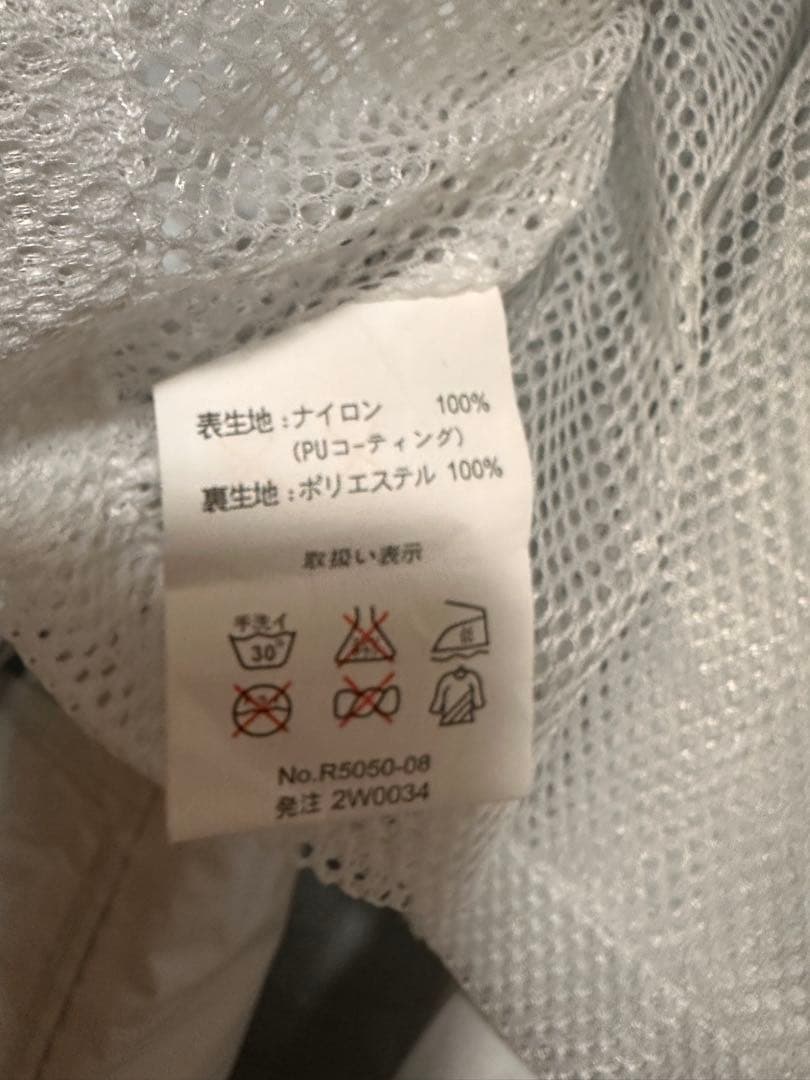 表生地：ナイロン 100%
(PUコーティング)
裏生地：ポリエステル 100%
取扱い表示
手洗イ
30°
低
No.R5050-08
発注 2W0034